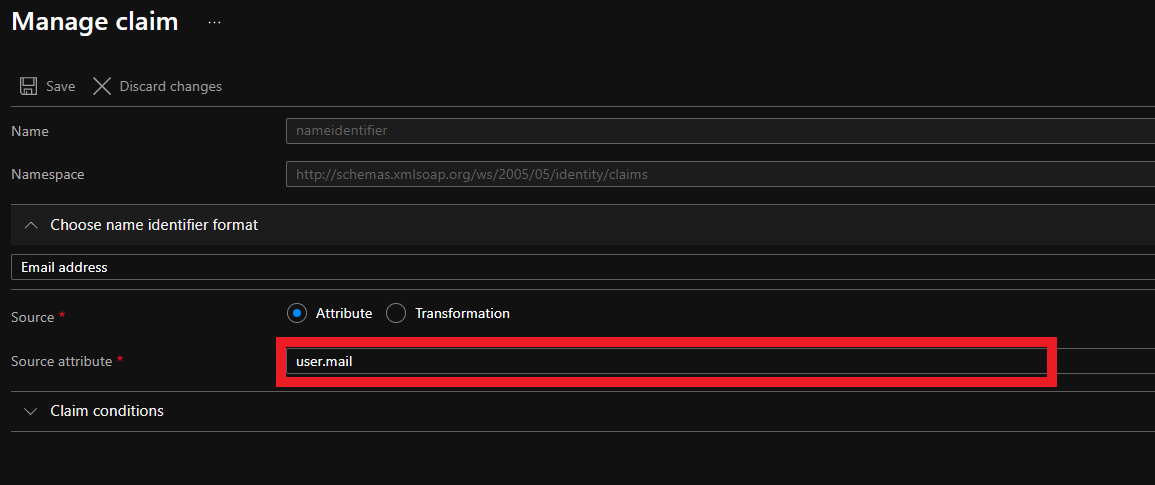 Manage claim ...
Save Discard changes
Name nameidentifier
Namespace http://schemas.xmlsoap.org/ws/2005/05/identity/claims
Choose name identifier format
Email address
Source * Attribute Transformation
Source attribute * user.mail
Claim conditions